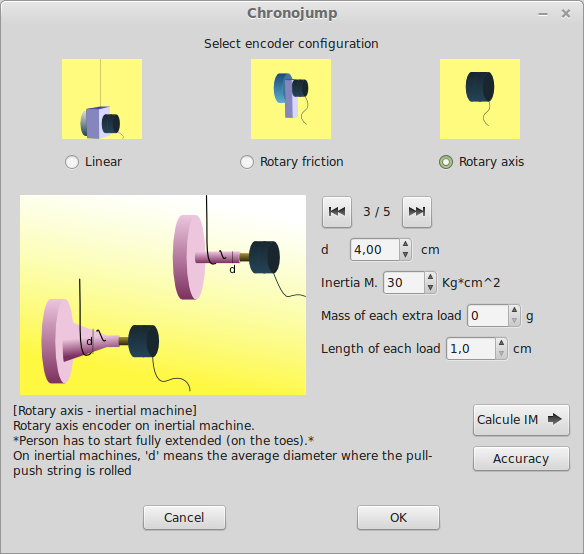 Chronojump
Select encoder configuration
Linear
Rotary friction
Rotary axis
3 / 5
d 4,00 cm
Inertia M. 30 Kg*cm^2
Mass of each extra load 0 g
Length of each load 1,0 cm
d
d
[Rotary axis - inertial machine]
Rotary axis encoder on inertial machine.
*Person has to start fully extended (on the toes).*
On inertial machines, 'd' means the average diameter where the pull-
push string is rolled
Calcule IM
Accuracy
Cancel
OK